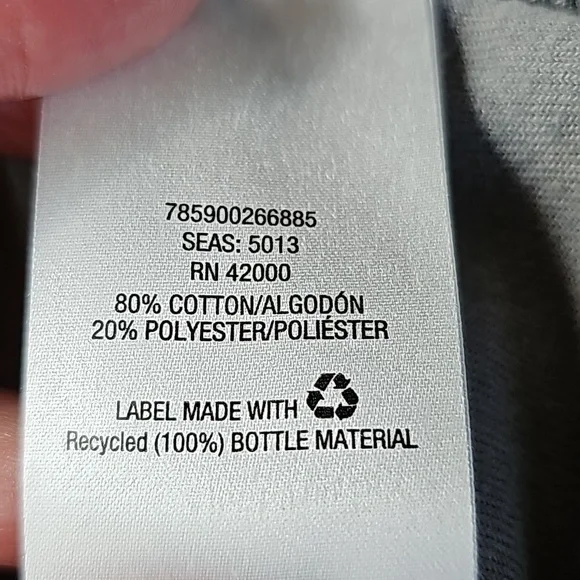 785900266885
SEAS: 5013
RN 42000
80% COTTON/ALGODÓN
20% POLYESTER/POLIÉSTER
LABEL MADE WITH
Recycled (100%) BOTTLE MATERIAL